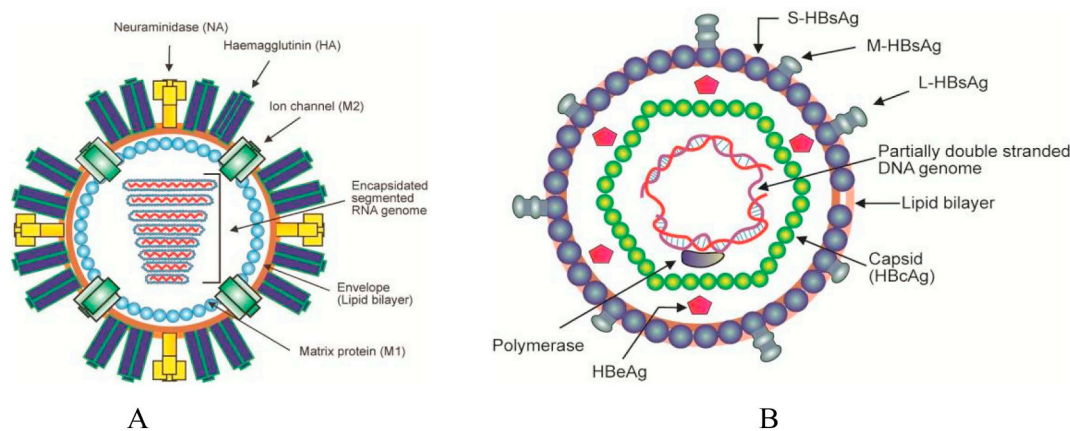 Neuraminidase (NA)
Haemagglutinin (HA)
Ion channel (M2)
Encapsidated
segmented
RNA genome
Envelope
(Lipid bilayer)
Matrix protein (M1)
A
B
S-HBsAg
M-HBsAg
L-HBsAg
Partially double stranded
DNA genome
Lipid bilayer
Capsid
(HBcAg)
Polymerase
HBeAg